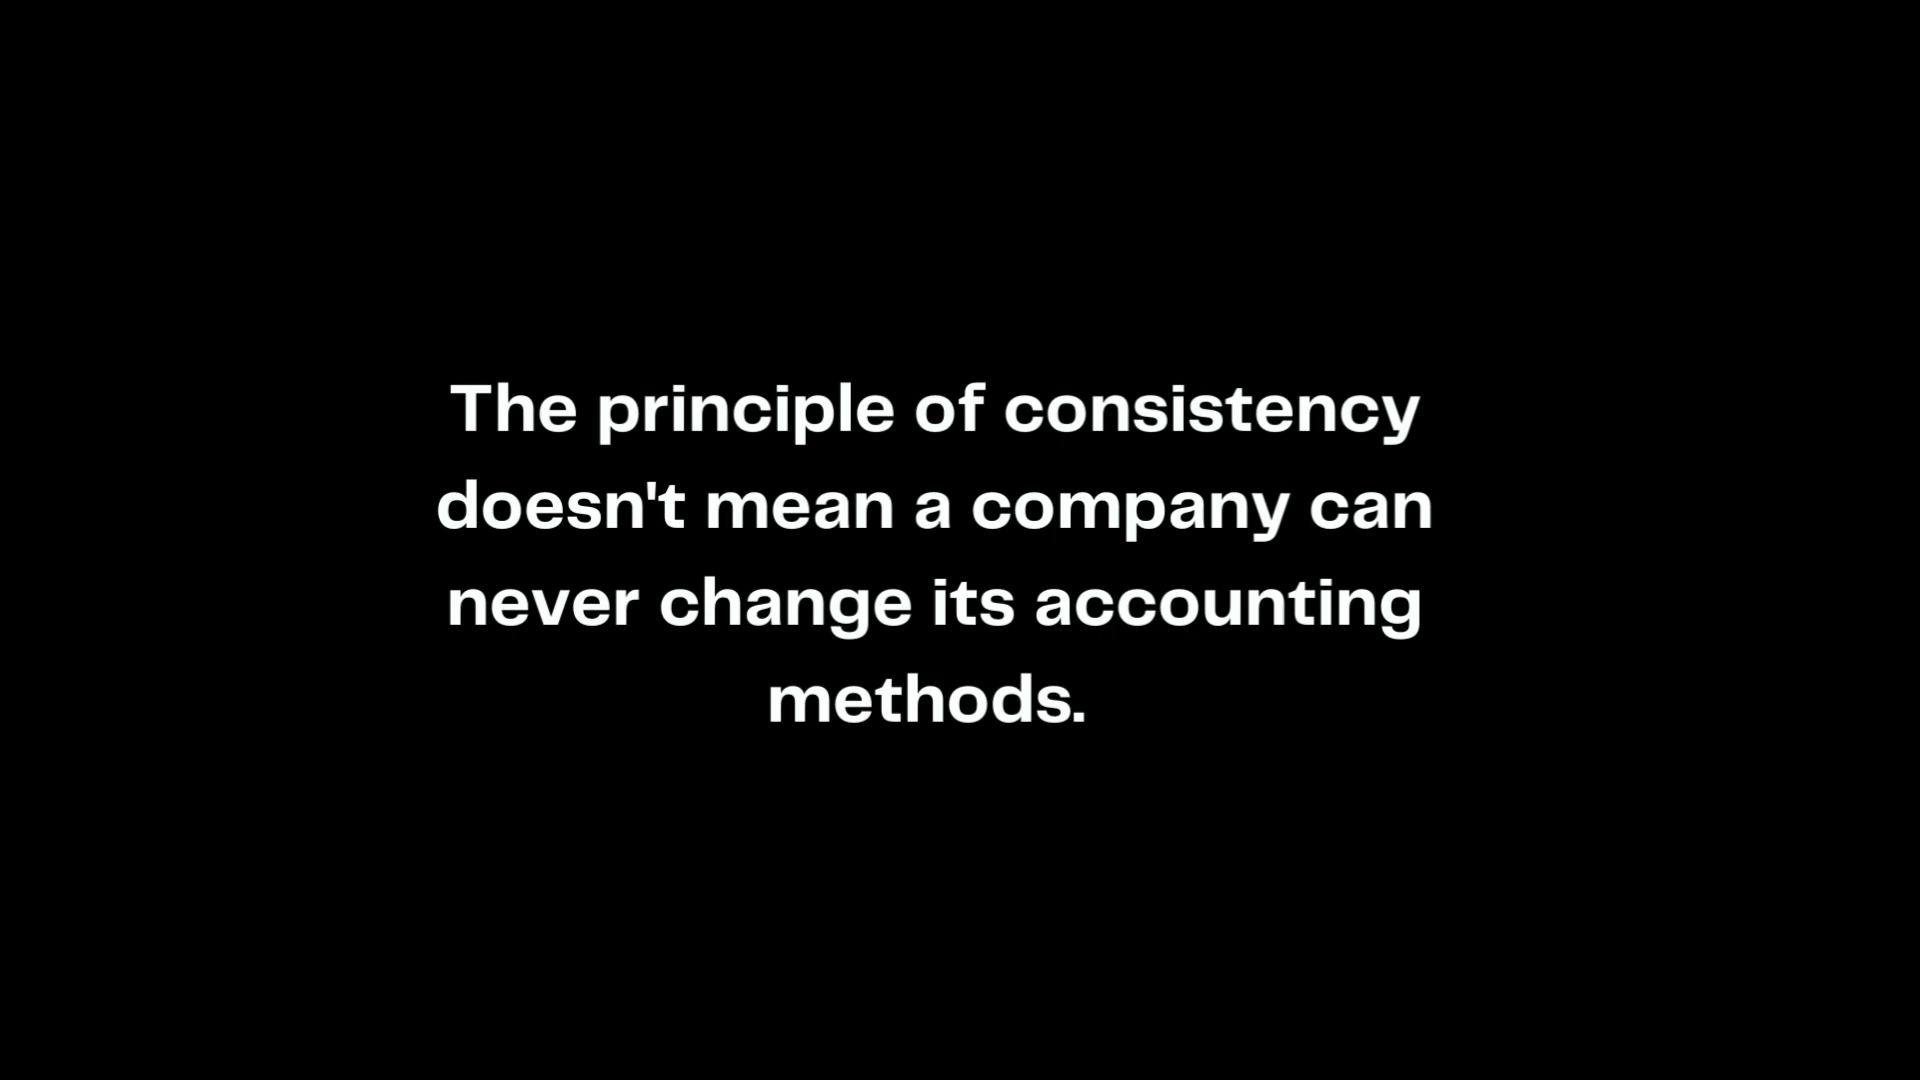 The principle of consistency
doesn't mean a company can
never change its accounting
methods.